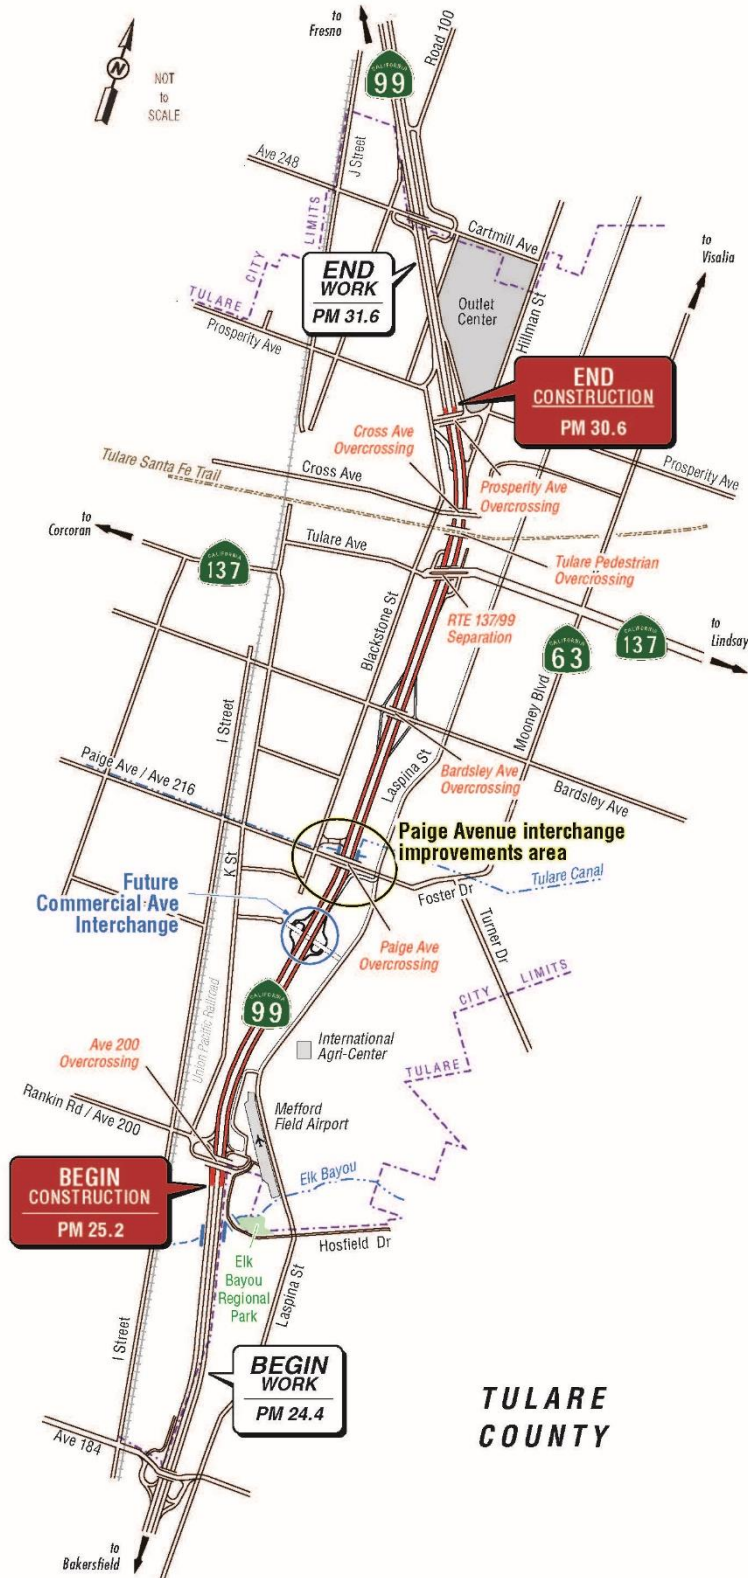 to
Fresno
Road 100
CALIFORNIA
99
N
NOT
to
SCALE
J Street
Ave 248
TULARE CITY LIMITS
Cartmill Ave
to
Visalia
END
WORK
PM 31.6
Outlet
Center
Hillman St
Prosperity Ave
END
CONSTRUCTION
PM 30.6
Cross Ave
Overcrossing
Tulare Santa Fe Trail
Cross Ave
Prosperity Ave
Overcrossing
Prosperity Ave
to
Corcoran
CALIFORNIA
137
Tulare Ave
Tulare Pedestrian
Overcrossing
RTE 137/99
Separation
Blackstone St
CALIFORNIA
63
CALIFORNIA
137
to
Lindsay
I Street
Mooney Blvd
Laspina St
Paige Ave / Ave 216
Bardsley Ave
Overcrossing
Bardsley Ave
Paige Avenue interchange
improvements area
K St
Future
Commercial Ave
Interchange
Foster Dr
Tulare Canal
Turner Dr
Paige Ave
Overcrossing
CALIFORNIA
99
Union Pacific Railroad
TULARE CITY LIMITS
International
Agri-Center
Ave 200
Overcrossing
Rankin Rd / Ave 200
Mefford
Field Airport
BEGIN
CONSTRUCTION
PM 25.2
Elk Bayou
Hosfield Dr
Elk
Bayou
Regional
Park
Laspina St
I Street
BEGIN
WORK
PM 24.4
TULARE
COUNTY
Ave 184
to
Bakersfield